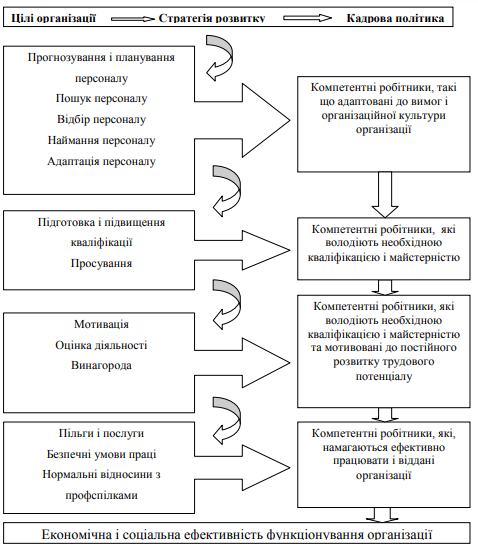 Цілі організації Стратегія розвитку Кадрова політика
Прогнозування і планування
персоналу
Пошук персоналу
Відбір персоналу
Наймання персоналу
Адаптація персоналу
Компетентні робітники, такі
що адаптовані до вимог і
організаційної культури
організації
Підготовка і підвищення
кваліфікації
Просування
Компетентні робітники, які
володіють необхідною
кваліфікацією і майстерністю
Мотивація
Оцінка діяльності
Винагорода
Компетентні робітники, які
володіють необхідною
кваліфікацією і майстерністю
та мотивовані до постійного
розвитку трудового
потенціалу
Пільги і послуги
Безпечні умови праці
Нормальні відносини з
профспілками
Компетентні робітники, які,
намагаються ефективно
працювати і віддані
організації
Економічна і соціальна ефективність функціонування організації